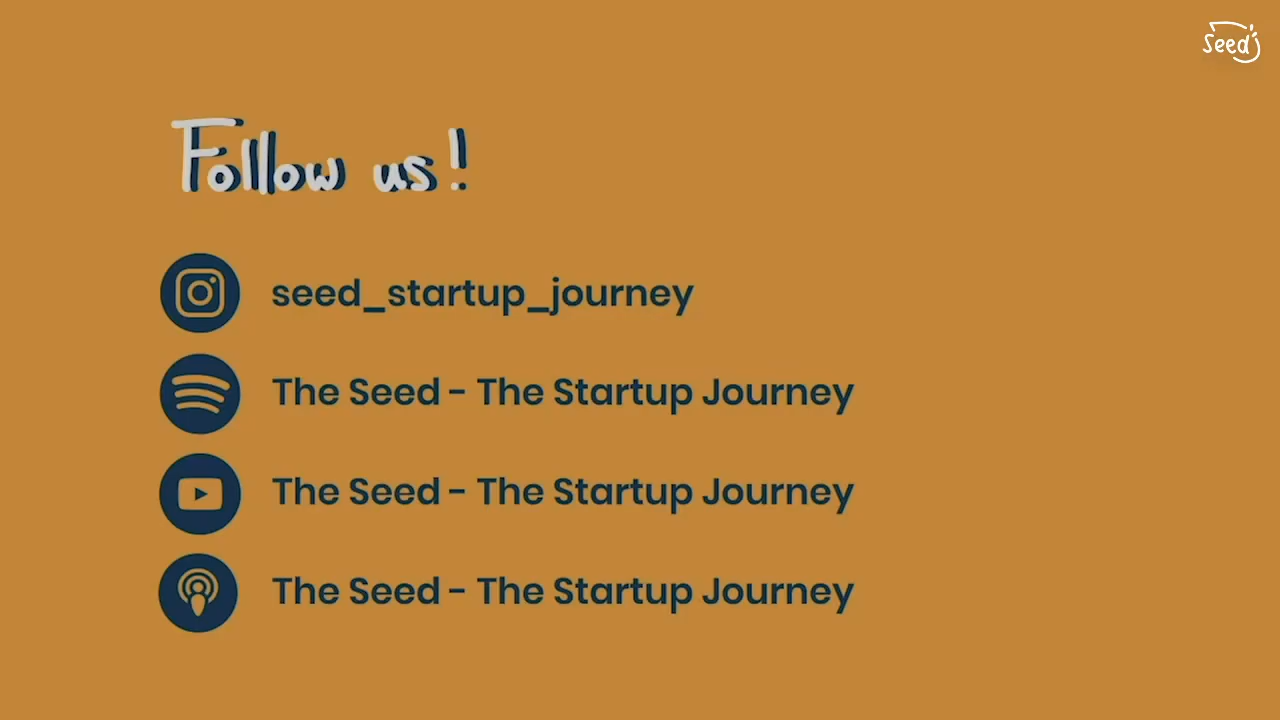 Seed
Follow us!
seed_startup_journey
The Seed - The Startup Journey
The Seed - The Startup Journey
The Seed - The Startup Journey